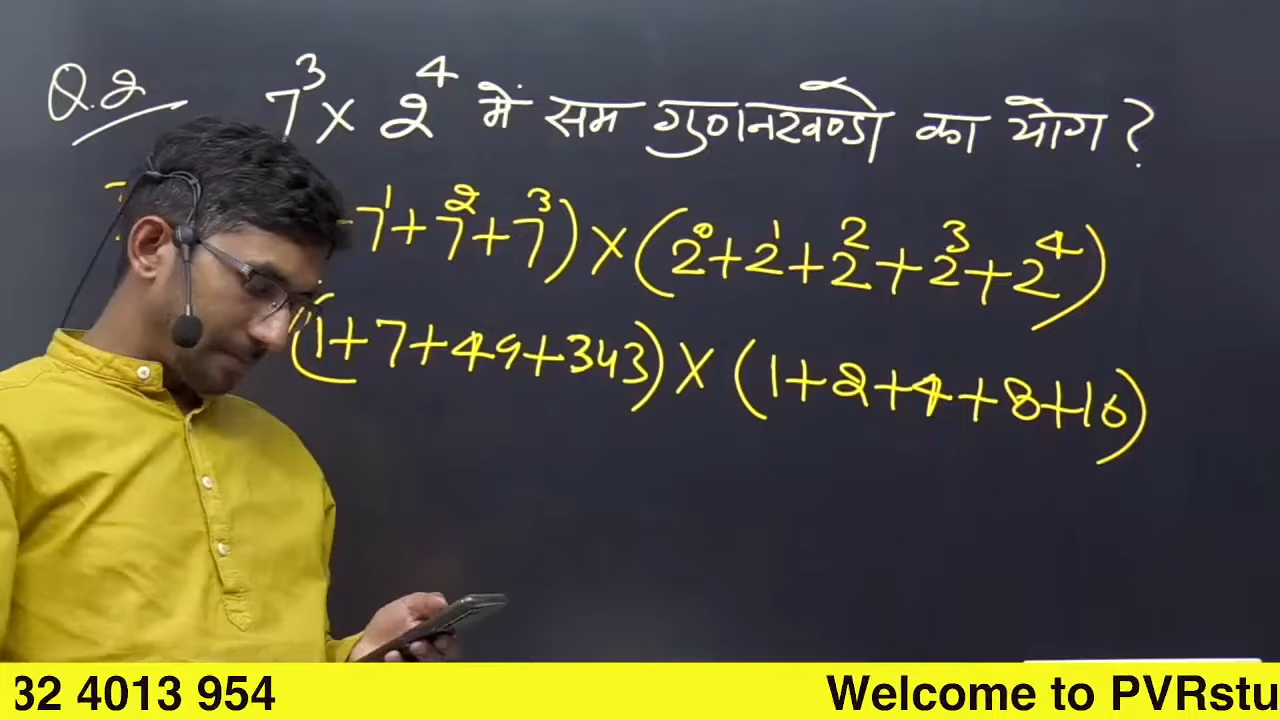 Q.2 7³ × 2⁴ में सम गुणनखण्डो का योग ?
7¹ + 7² + 7³) × (2⁰ + 2¹ + 2² + 2³ + 2⁴)
(1 + 7 + 49 + 343) × (1 + 2 + 4 + 8 + 16)
32 4013 954 Welcome to PVRstu